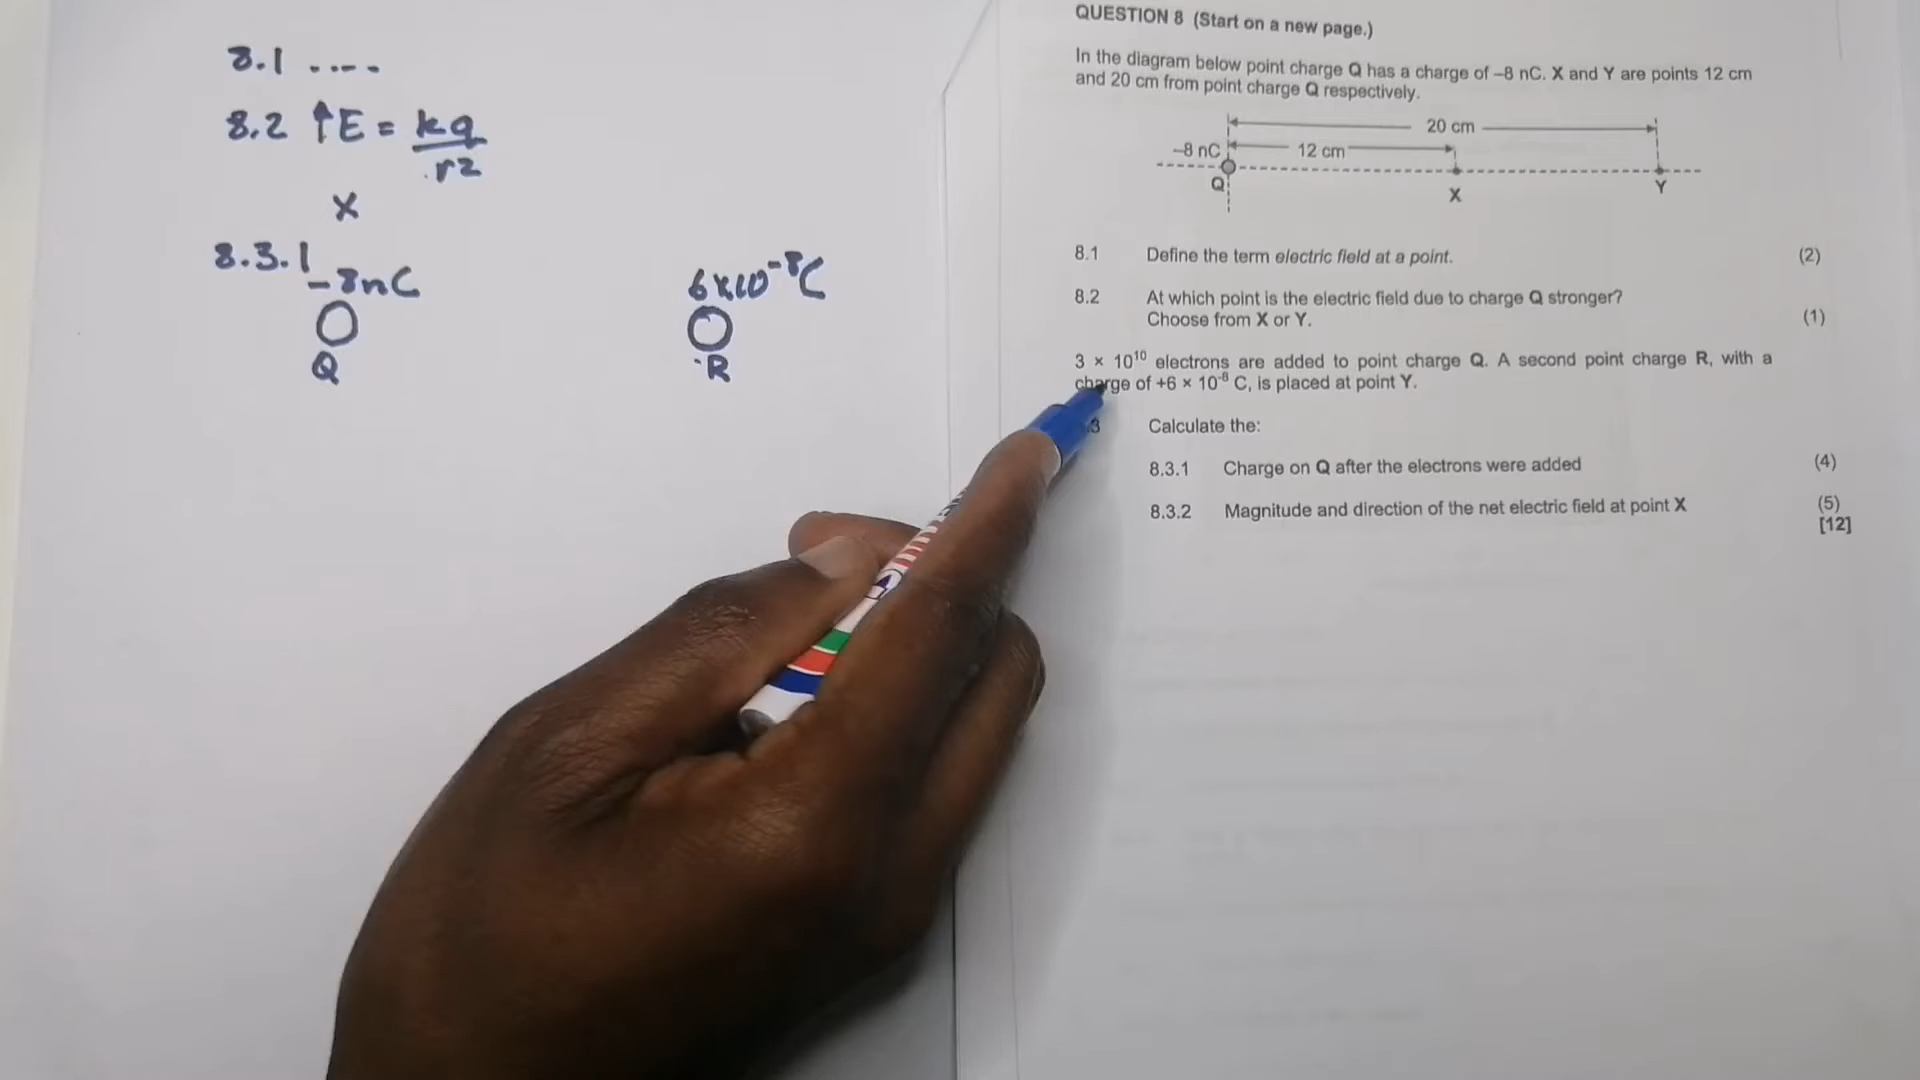 8.1 ....
8.2 ↑E = kq
r2
X
8.3.1
-8nC
6×10⁻⁸C
Q
R
QUESTION 8 (Start on a new page.)
In the diagram below point charge Q has a charge of –8 nC. X and Y are points 12 cm
and 20 cm from point charge Q respectively.
20 cm
–8 nC
12 cm
Q
X
Y
8.1 Define the term electric field at a point. (2)
8.2 At which point is the electric field due to charge Q stronger?
Choose from X or Y. (1)
3 × 10¹⁰ electrons are added to point charge Q. A second point charge R, with a
charge of +6 × 10⁻⁸ C, is placed at point Y.
.3 Calculate the:
8.3.1 Charge on Q after the electrons were added (4)
8.3.2 Magnitude and direction of the net electric field at point X (5)
[12]